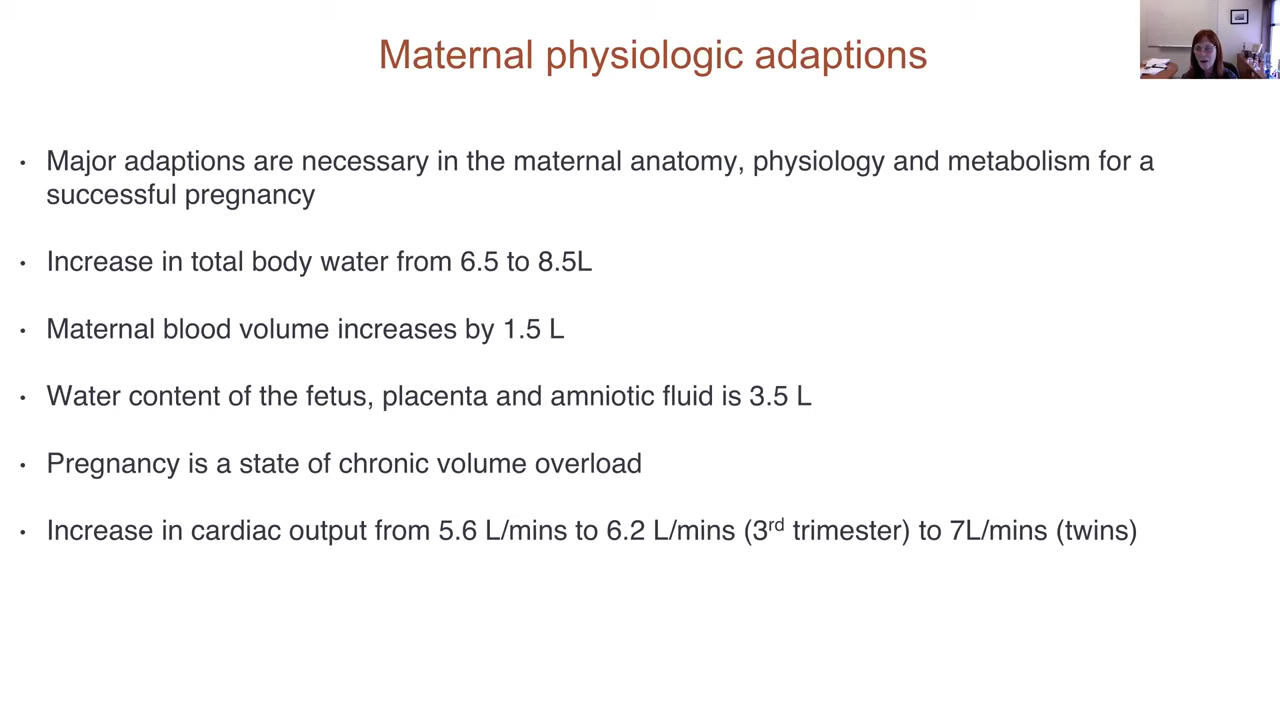 Maternal physiologic adaptions
• Major adaptions are necessary in the maternal anatomy, physiology and metabolism for a
successful pregnancy
• Increase in total body water from 6.5 to 8.5L
• Maternal blood volume increases by 1.5 L
• Water content of the fetus, placenta and amniotic fluid is 3.5 L
• Pregnancy is a state of chronic volume overload
• Increase in cardiac output from 5.6 L/mins to 6.2 L/mins (3rd trimester) to 7L/mins (twins)